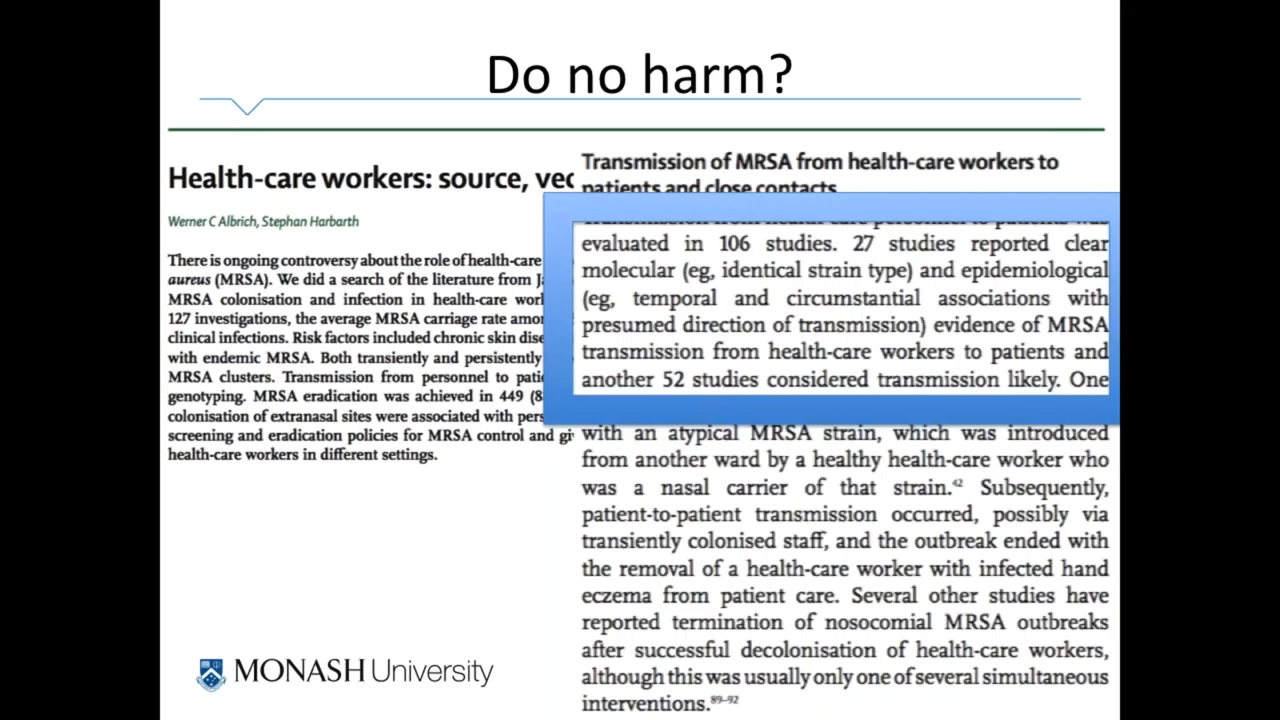 Do no harm?
Health-care workers: source, vec
Werner C Albrich, Stephan Harbarth
There is ongoing controversy about the role of health-care
aureus (MRSA). We did a search of the literature from
MRSA colonisation and infection in health-care
127 investigations, the average MRSA carriage rate
clinical infections. Risk factors included chronic skin
with endemic MRSA. Both transiently and persistently
MRSA clusters. Transmission from personnel to
genotyping. MRSA eradication was achieved in 449
colonisation of extranasal sites were associated with
screening and eradication policies for MRSA control and
health-care workers in different settings.
Transmission of MRSA from health-care workers to
patients and close contacts
evaluated in 106 studies. 27 studies reported clear
molecular (eg, identical strain type) and epidemiological
(eg, temporal and circumstantial associations with
presumed direction of transmission) evidence of MRSA
transmission from health-care workers to patients and
another 52 studies considered transmission likely. One
with an atypical MRSA strain, which was introduced
from another ward by a healthy health-care worker who
was a nasal carrier of that strain.42 Subsequently,
patient-to-patient transmission occurred, possibly via
transiently colonised staff, and the outbreak ended with
the removal of a health-care worker with infected hand
eczema from patient care. Several other studies have
reported termination of nosocomial MRSA outbreaks
after successful decolonisation of health-care workers,
although this was usually only one of several simultaneous
interventions.89–92
MONASH University